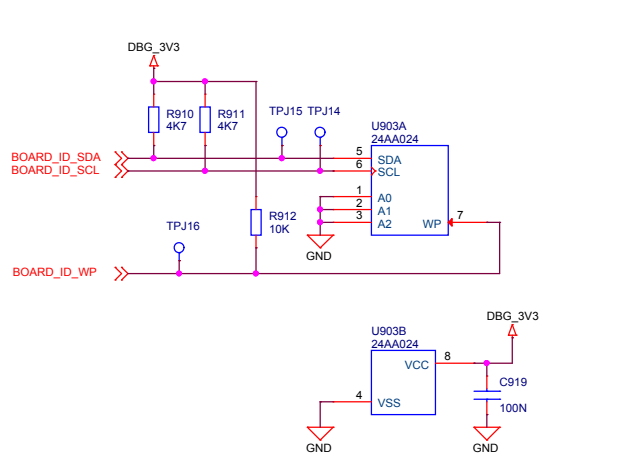 DBG_3V3
R910
4K7
R911
4K7
TPJ15
TPJ14
U903A
24AA024
BOARD_ID_SDA
BOARD_ID_SCL
5
SDA
6
SCL
1
A0
2
A1
3
A2
WP
7
R912
10K
TPJ16
GND
BOARD_ID_WP
DBG_3V3
U903B
24AA024
VCC
8
C919
100N
4
VSS
GND
GND